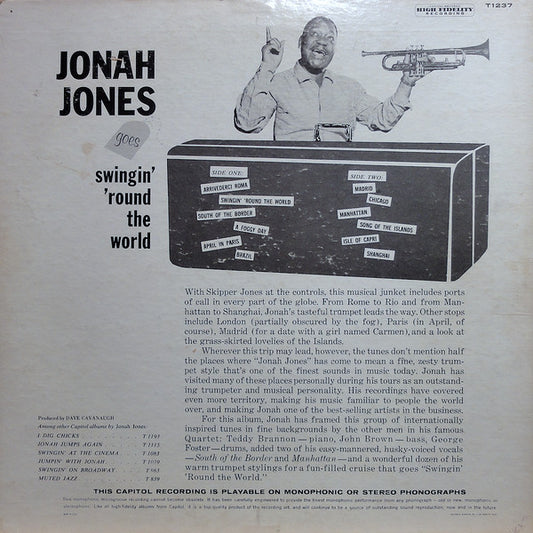 HIGH FIDELITY
RECORDING
T1237
JONAH
JONES
goes
swingin'
'round
the
world
SIDE ONE:
ARRIVEDERCI ROMA
SWINGIN' 'ROUND THE WORLD
SOUTH OF THE BORDER
A FOGGY DAY
APRIL IN PARIS
BRAZIL
SIDE TWO:
MADRID
CHICAGO
MANHATTAN
SONG OF THE ISLANDS
ISLE OF CAPRI
SHANGHAI
With Skipper Jones at the controls, this musical junket includes ports
of call in every part of the globe. From Rome to Rio and from Man-
hattan to Shanghai, Jonah's tasteful trumpet leads the way. Other stops
include London (partially obscured by the fog), Paris (in April, of
course), Madrid (for a date with a girl named Carmen), and a look at
the grass-skirted lovelies of the Islands.
Wherever this trip may lead, however, the tunes don't mention half
the places where "Jonah Jones" has come to mean a fine, zesty trum-
pet style that's one of the finest sounds in music today. Jonah has
visited many of these places personally during his tours as an outstand-
ing trumpeter and musical personality. His recordings have covered
even more territory, making his music familiar to people the world
over, and making Jonah one of the best-selling artists in the business.
For this album, Jonah has framed this group of internationally
inspired tunes in fine backgrounds by the other men in his famous
Quartet: Teddy Brannon—piano, John Brown—bass, George
Foster—drums, added two of his easy-mannered, husky-voiced vocals
—South of the Border and Manhattan—and a wonderful dozen of his
warm trumpet stylings for a fun-filled cruise that goes "Swingin'
'Round the World."
Produced by DAVE CAVANAUGH
Among other Capitol albums by Jonah Jones:
I DIG CHICKS T 1193
JONAH JUMPS AGAIN T 1115
SWINGIN' AT THE CINEMA T 1083
JUMPIN' WITH JONAH T 1039
SWINGIN' ON BROADWAY T 963
MUTED JAZZ T 839
THIS CAPITOL RECORDING IS PLAYABLE ON MONOPHONIC OR STEREO PHONOGRAPHS